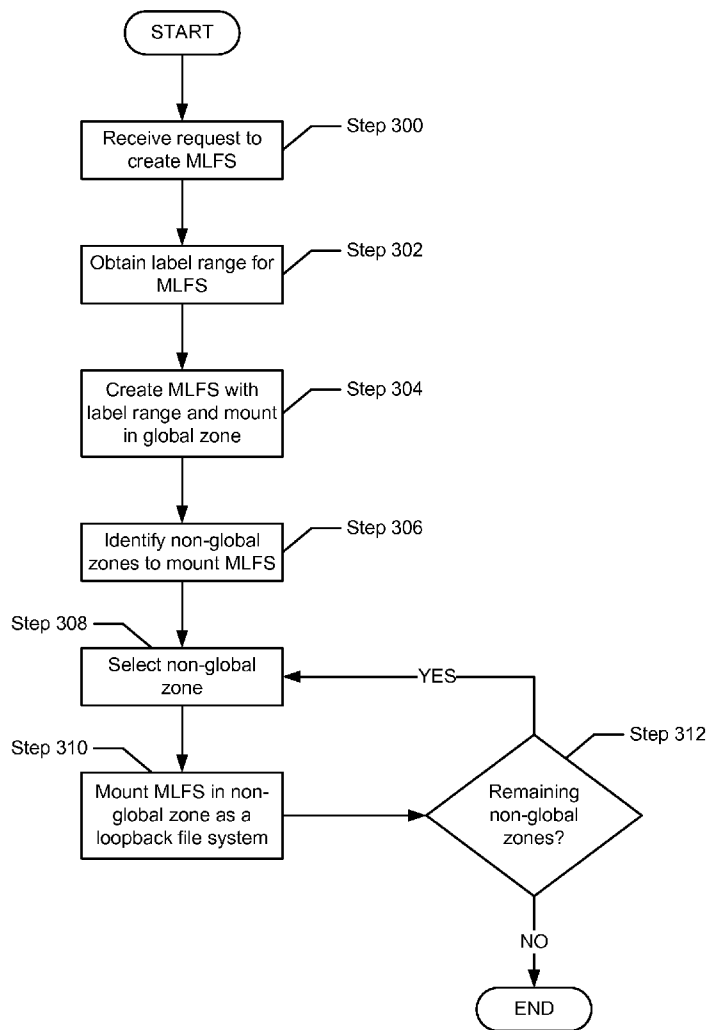 START
Receive request to
create MLFS
Step 300
Obtain label range for
MLFS
Step 302
Create MLFS with
label range and mount
in global zone
Step 304
Identify non-global
zones to mount MLFS
Step 306
Step 308
Select non-global
zone
YES
Step 310
Mount MLFS in non-
global zone as a
loopback file system
Step 312
Remaining
non-global
zones?
NO
END